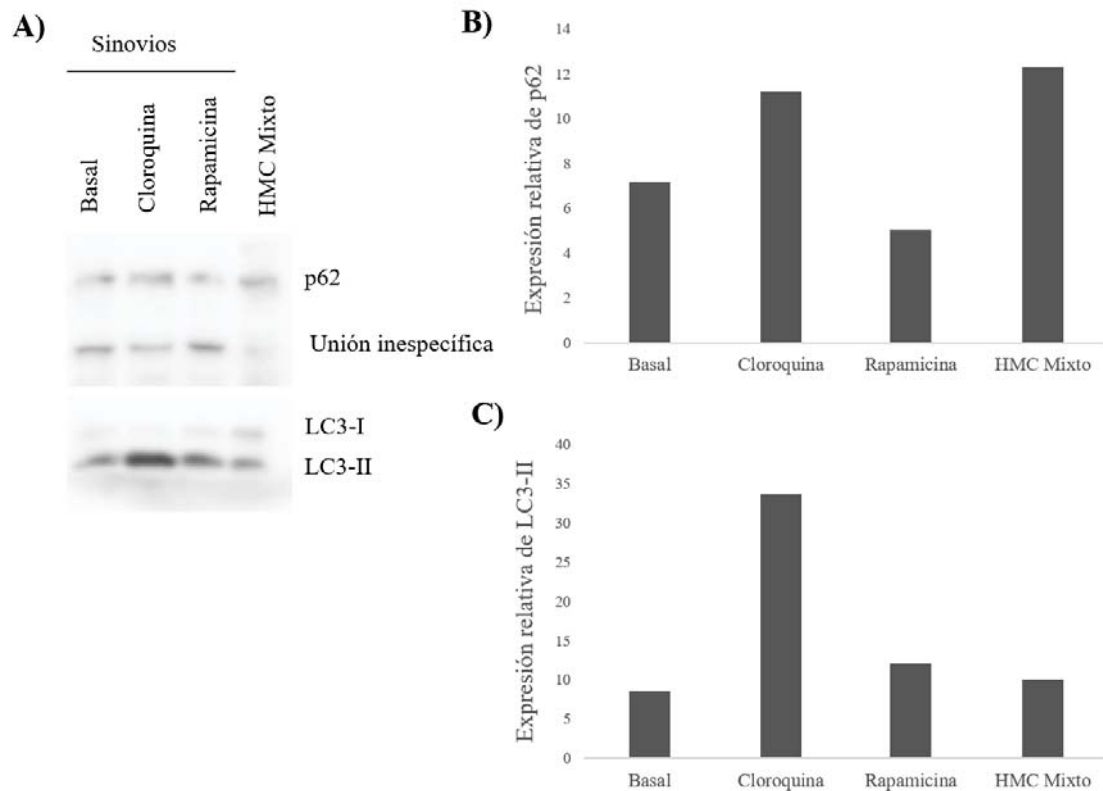 A)
Sinovios
Basal
Cloroquina
Rapamicina
HMC Mixto
p62
Unión inespecífica
LC3-I
LC3-II
B)
Expresión relativa de p62
14
12
10
8
6
4
2
0
Basal
Cloroquina
Rapamicina
HMC Mixto
C)
Expresión relativa de LC3-II
40
35
30
25
20
15
10
5
0
Basal
Cloroquina
Rapamicina
HMC Mixto